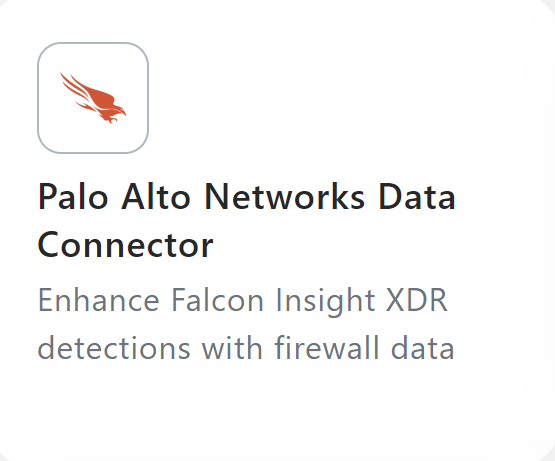 Palo Alto Networks Data
Connector
Enhance Falcon Insight XDR
detections with firewall data